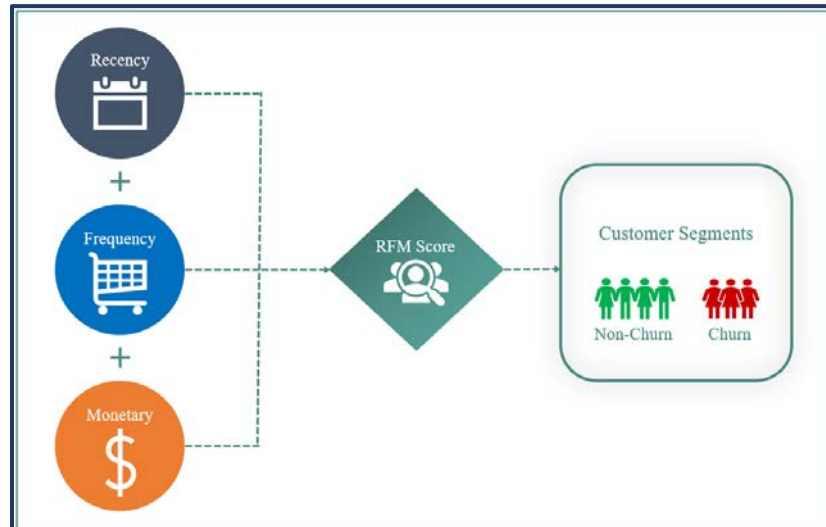 Recency
+
Frequency
+
Monetary
$
RFM Score
Customer Segments
Non-Churn
Churn